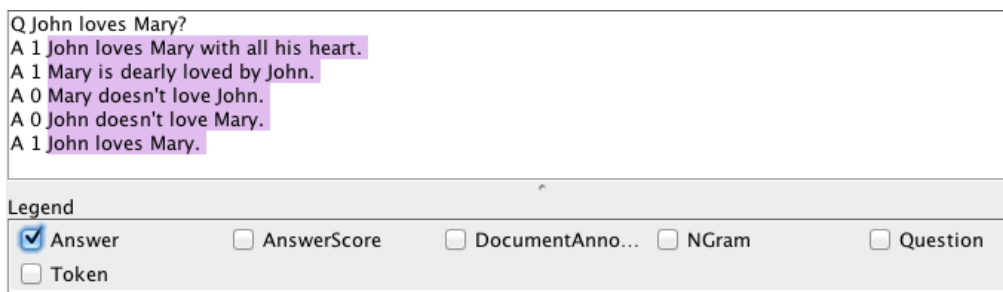 Q John loves Mary?
A 1 John loves Mary with all his heart.
A 1 Mary is dearly loved by John.
A 0 Mary doesn't love John.
A 0 John doesn't love Mary.
A 1 John loves Mary.
Legend
Answer AnswerScore DocumentAnno... NGram Question
Token